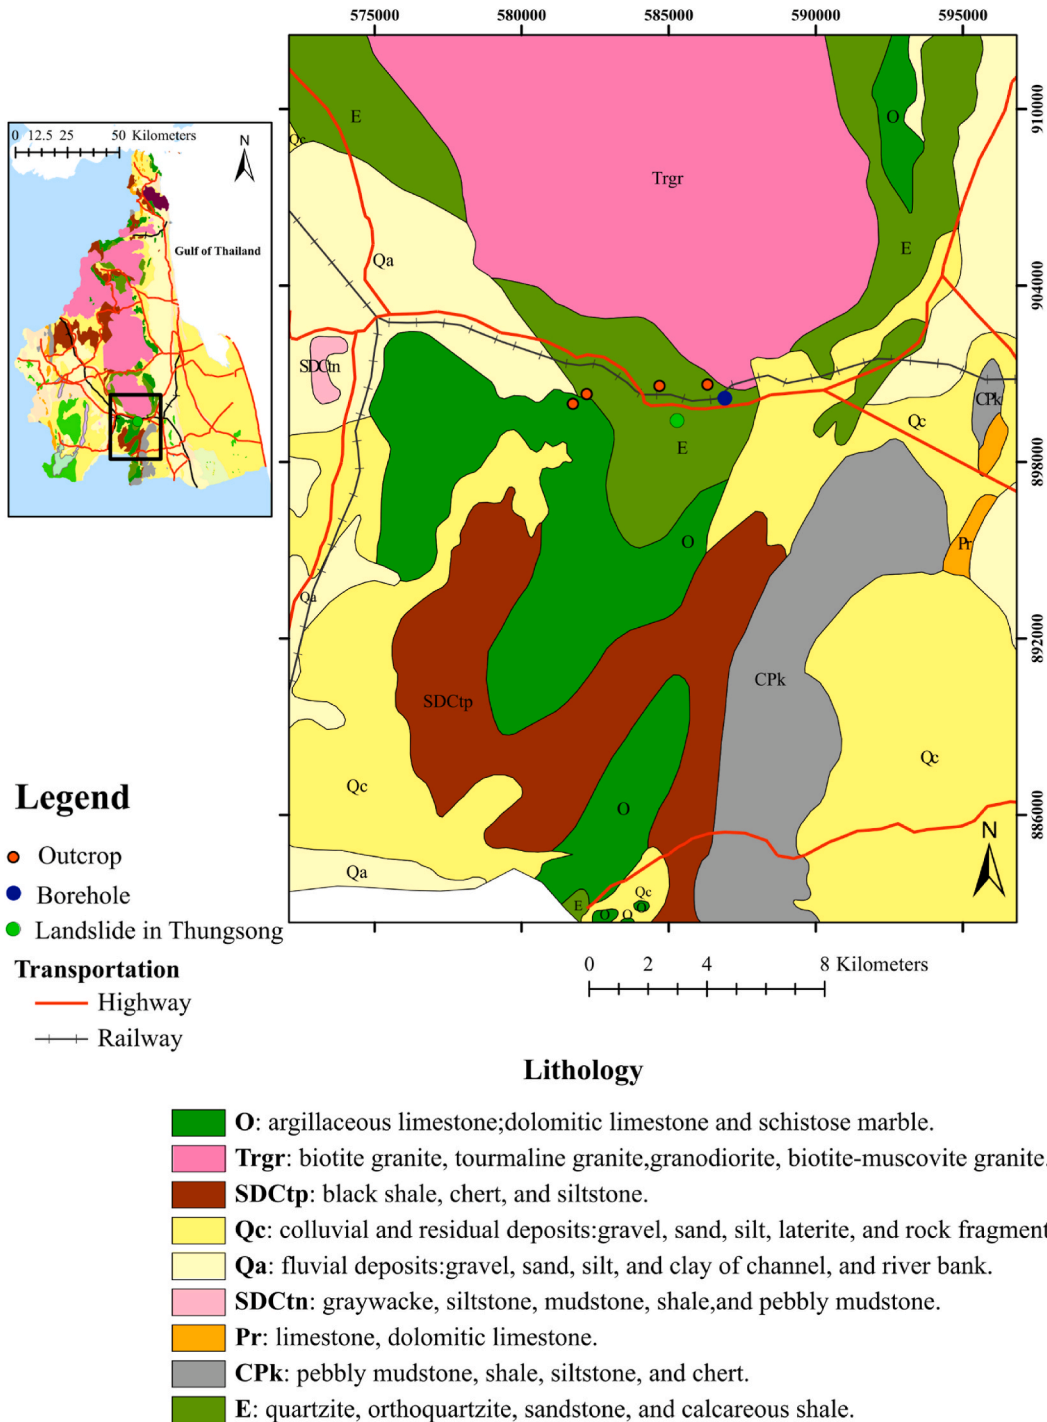 575000 580000 585000 590000 595000
910000
904000
898000
892000
886000
0 12.5 25 50 Kilometers
N
Gulf of Thailand
E
Qc
Trgr
O
E
Qa
SDCtn
E
Qc
CPk
O
Pr
Qa
CPk
SDCtp
Qc
Qc
O
Qa
Qc
E
O
O
O
N
Legend
Outcrop
Borehole
Landslide in Thungsong
Transportation
Highway
Railway
0 2 4 8 Kilometers
Lithology
O: argillaceous limestone;dolomitic limestone and schistose marble.
Trgr: biotite granite, tourmaline granite,granodiorite, biotite-muscovite granite.
SDCtp: black shale, chert, and siltstone.
Qc: colluvial and residual deposits:gravel, sand, silt, laterite, and rock fragment
Qa: fluvial deposits:gravel, sand, silt, and clay of channel, and river bank.
SDCtn: graywacke, siltstone, mudstone, shale,and pebbly mudstone.
Pr: limestone, dolomitic limestone.
CPk: pebbly mudstone, shale, siltstone, and chert.
E: quartzite, orthoquartzite, sandstone, and calcareous shale.